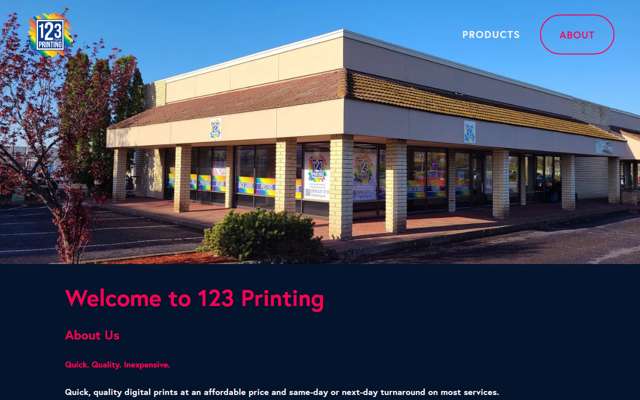 123
PRINTING
PRODUCTS
ABOUT
123
Welcome to 123 Printing
About Us
Quick. Quality. Inexpensive.
Quick, quality digital prints at an affordable price and same-day or next-day turnaround on most services.